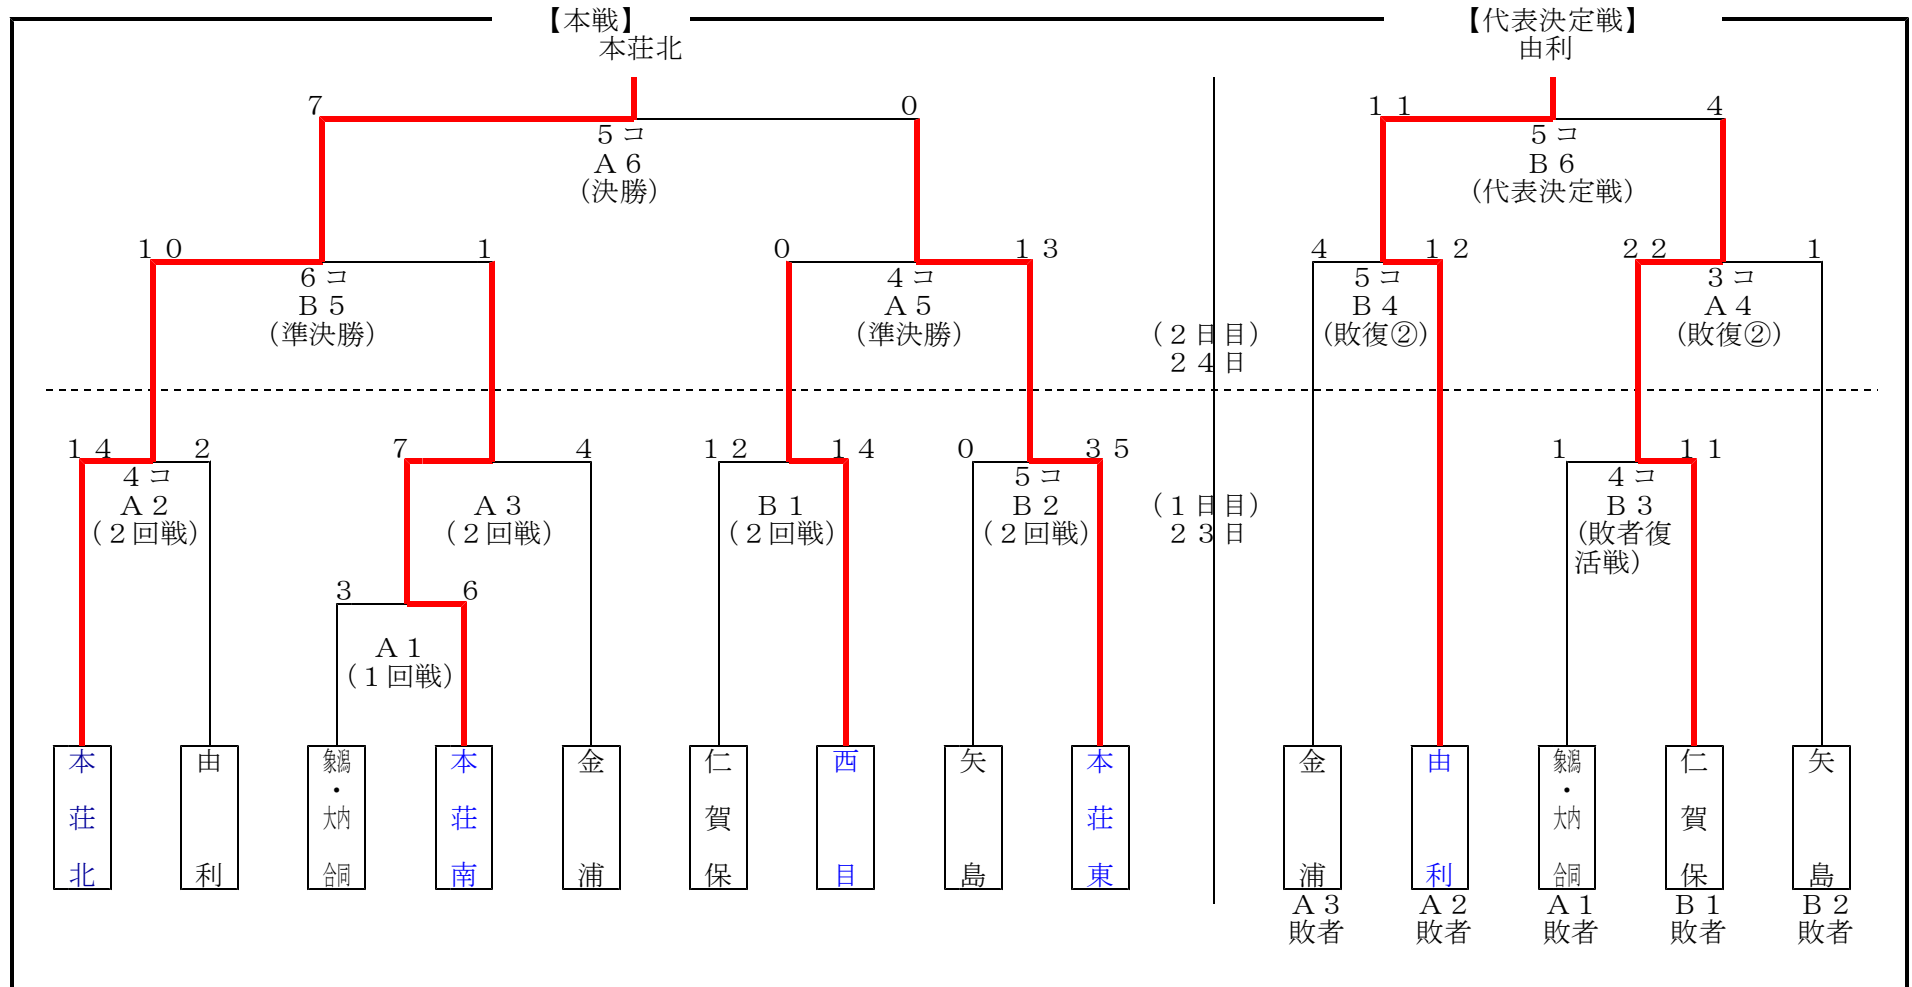 【本戦】 【代表決定戦】
本荘北 由利
７ ０ １１ ４
５コ ５コ
Ａ６ Ｂ６
（決勝） （代表決定戦）
１０ １ ０ １３ ４ １２ ２２ １
６コ ４コ ５コ ３コ
Ｂ５ Ａ５ Ｂ４ Ａ４
（準決勝） （準決勝） （２日目） （敗復②） （敗復②）
２４日
１４ ２ ７ ４ １２ １４ ０ ３５ １ １１
４コ ５コ ４コ
Ａ２ Ａ３ Ｂ１ Ｂ２ （１日目） Ｂ３
（２回戦） （２回戦） （２回戦） （２回戦） ２３日 （敗者復
活戦）
３ ６
Ａ１
（１回戦）
本荘北
由利
象潟・大内合同
本荘南
金浦
仁賀保
西目
矢島
本荘東
金浦
由利
象潟・大内合同
仁賀保
矢島
Ａ３ Ａ２ Ａ１ Ｂ１ Ｂ２
敗者 敗者 敗者 敗者 敗者